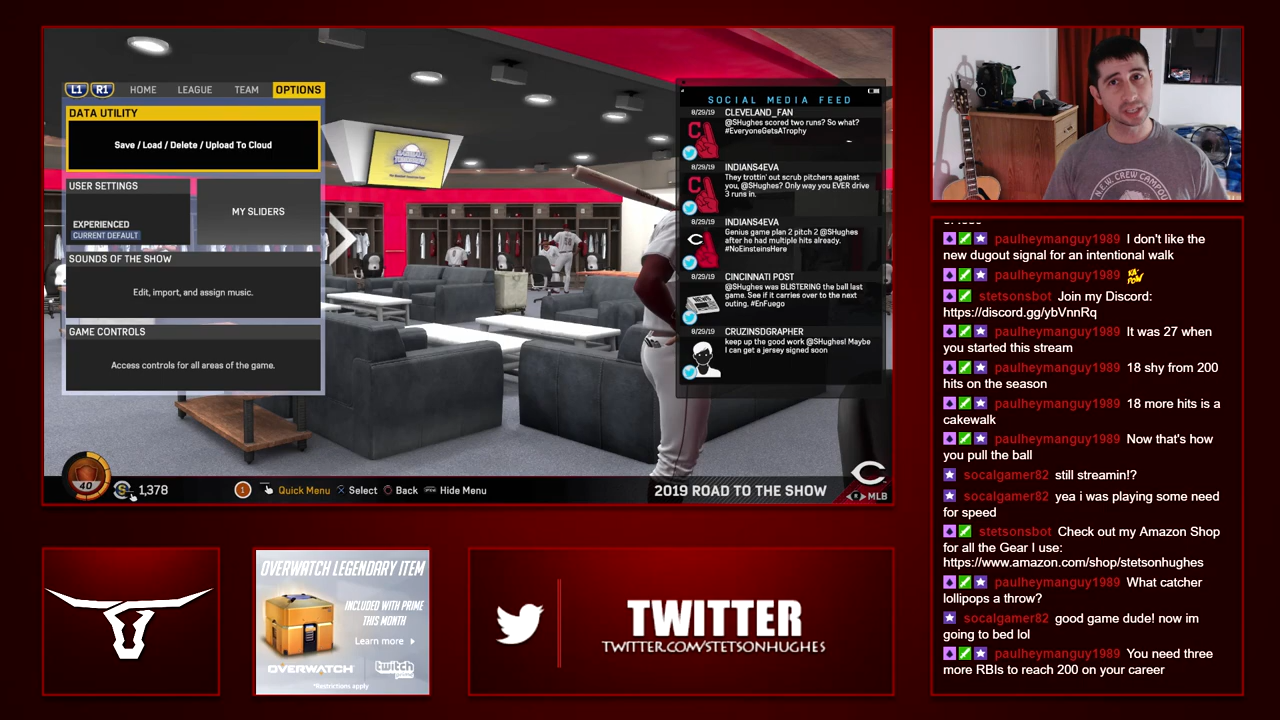 L1 R1 HOME LEAGUE TEAM OPTIONS
DATA UTILITY
Save / Load / Delete / Upload To Cloud
USER SETTINGS
EXPERIENCED
CURRENT DEFAULT
MY SLIDERS
SOUNDS OF THE SHOW
Edit, import, and assign music.
GAME CONTROLS
Access controls for all areas of the game.
40
1,378
1 Quick Menu Select Back Hide Menu
2019 ROAD TO THE SHOW
R MLB
SOCIAL MEDIA FEED
8/29/19 CLEVELAND_FAN
@SHughes scored two runs? So what?
#EveryoneGetsATrophy
8/29/19 INDIANS4EVA
They trottin' out scrub pitchers against
you, @SHughes? Only way you EVER drive
3 runs in.
8/29/19 INDIANS4EVA
Genius game plan 2 pitch 2 @SHughes
after he had multiple hits already.
#NoEinsteinsHere
8/29/19 CINCINNATI POST
@SHughes was BLISTERING the ball last
game. See if it carries over to the next
outing. #EnFuego
8/29/19 CRUZINSDGRAPHER
keep up the good work @SHughes! Maybe
I can get a jersey signed soon
paulheymanguy1989 I don't like the
new dugout signal for an intentional walk
paulheymanguy1989
stetsonsbot Join my Discord:
https://discord.gg/ybVnnRq
paulheymanguy1989 It was 27 when
you started this stream
paulheymanguy1989 18 shy from 200
hits on the season
paulheymanguy1989 18 more hits is a
cakewalk
paulheymanguy1989 Now that's how
you pull the ball
socalgamer82 still streamin!?
socalgamer82 yea i was playing some need
for speed
stetsonsbot Check out my Amazon Shop
for all the Gear I use:
https://www.amazon.com/shop/stetsonhughes
paulheymanguy1989 What catcher
lollipops a throw?
socalgamer82 good game dude! now im
going to bed lol
paulheymanguy1989 You need three
more RBIs to reach 200 on your career
OVERWATCH LEGENDARY ITEM
INCLUDED WITH PRIME
THIS MONTH
Learn more
OVERWATCH twitch prime
*Restrictions apply
TWITTER
TWITTER.COM/STETSONHUGHES